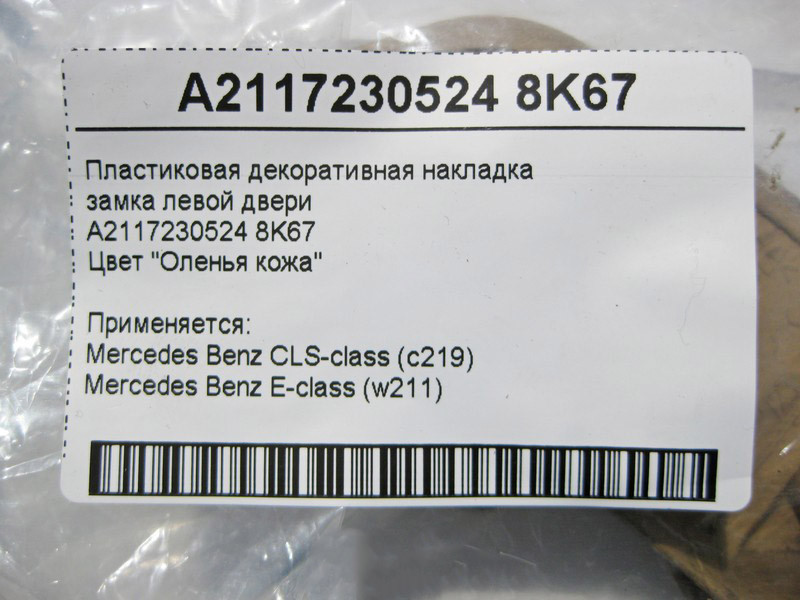 A2117230524 8K67
Пластиковая декоративная накладка
замка левой двери
A2117230524 8K67
Цвет "Оленья кожа"
Применяется:
Mercedes Benz CLS-class (c219)
Mercedes Benz E-class (w211)